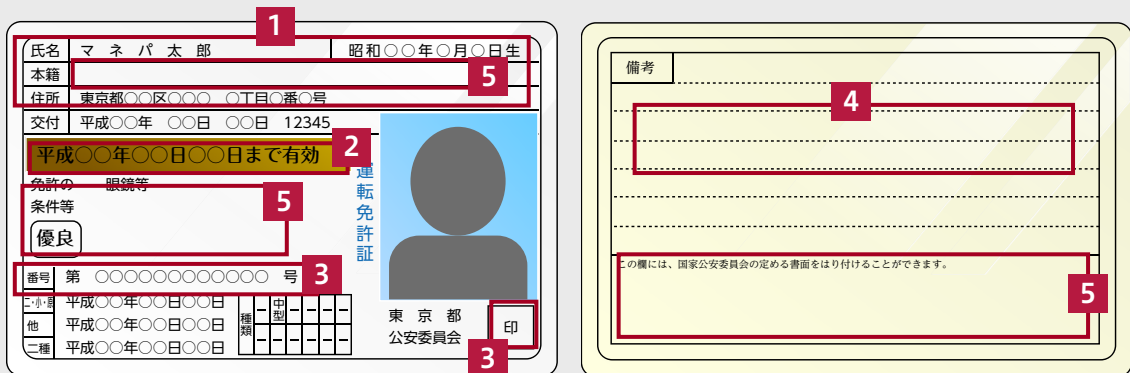 1
氏名 マネパ太郎 昭和○○年○月○日生
本籍
5
住所 東京都○○区○○○ ○丁目○番○号
交付 平成○○年 ○○日 ○○日 12345
平成○○年○○日○○日まで有効
2
免許の 眼鏡等
条件等
5
優良
運転免許証
番号 第 ○○○○○○○○○○○○ 号
3
平成○○年○○日○○日
他 平成○○年○○日○○日
二種 平成○○年○○日○○日
種類
中型
東京都
公安委員会
印
3
備考
4
この欄には、国家公安委員会の定める書面をはり付けることができます。
5